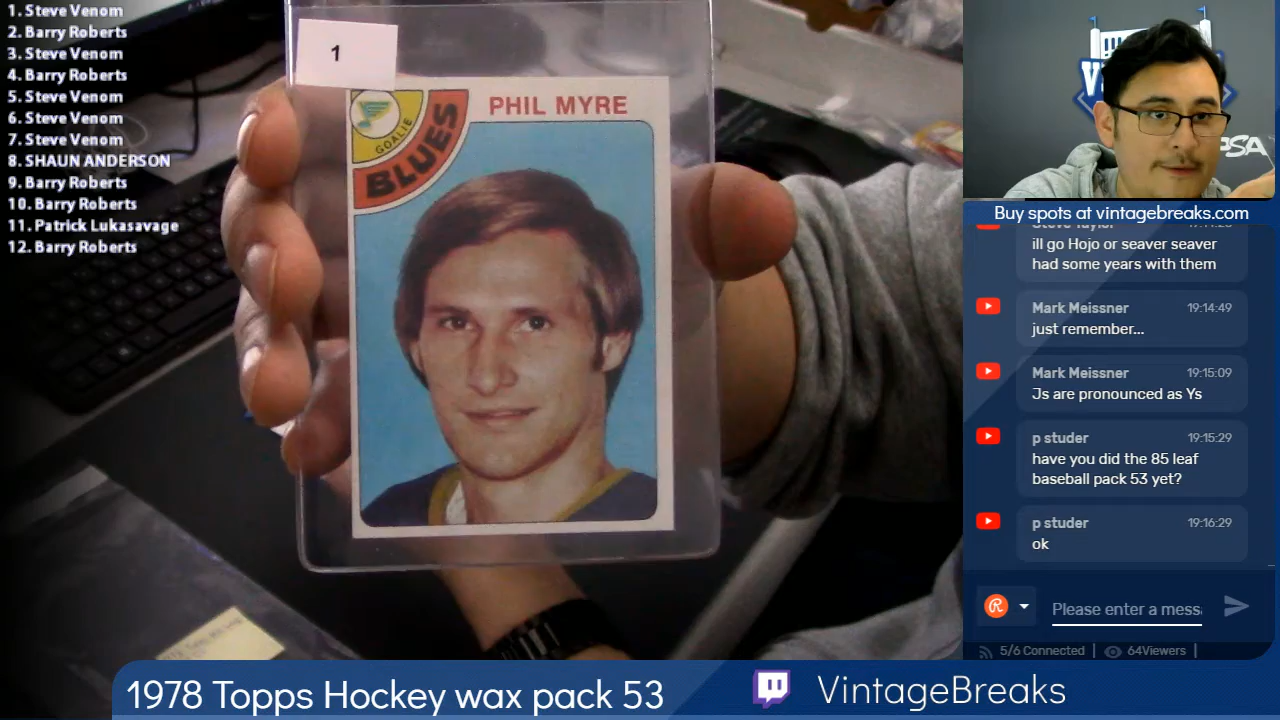 1. Steve Venom
2. Barry Roberts
3. Steve Venom
4. Barry Roberts
5. Steve Venom
6. Steve Venom
7. Steve Venom
8. SHAUN ANDERSON
9. Barry Roberts
10. Barry Roberts
11. Patrick Lukasavage
12. Barry Roberts
1
GOALIE
BLUES
PHIL MYRE
PSA
Buy spots at vintagebreaks.com
ill go Hojo or seaver seaver
had some years with them
Mark Meissner 19:14:49
just remember...
Mark Meissner 19:15:09
Js are pronounced as Ys
p studer 19:15:29
have you did the 85 leaf
baseball pack 53 yet?
p studer 19:16:29
ok
Please enter a messa
5/6 Connected | 64Viewers |
1978 Topps Hockey wax pack 53
VintageBreaks